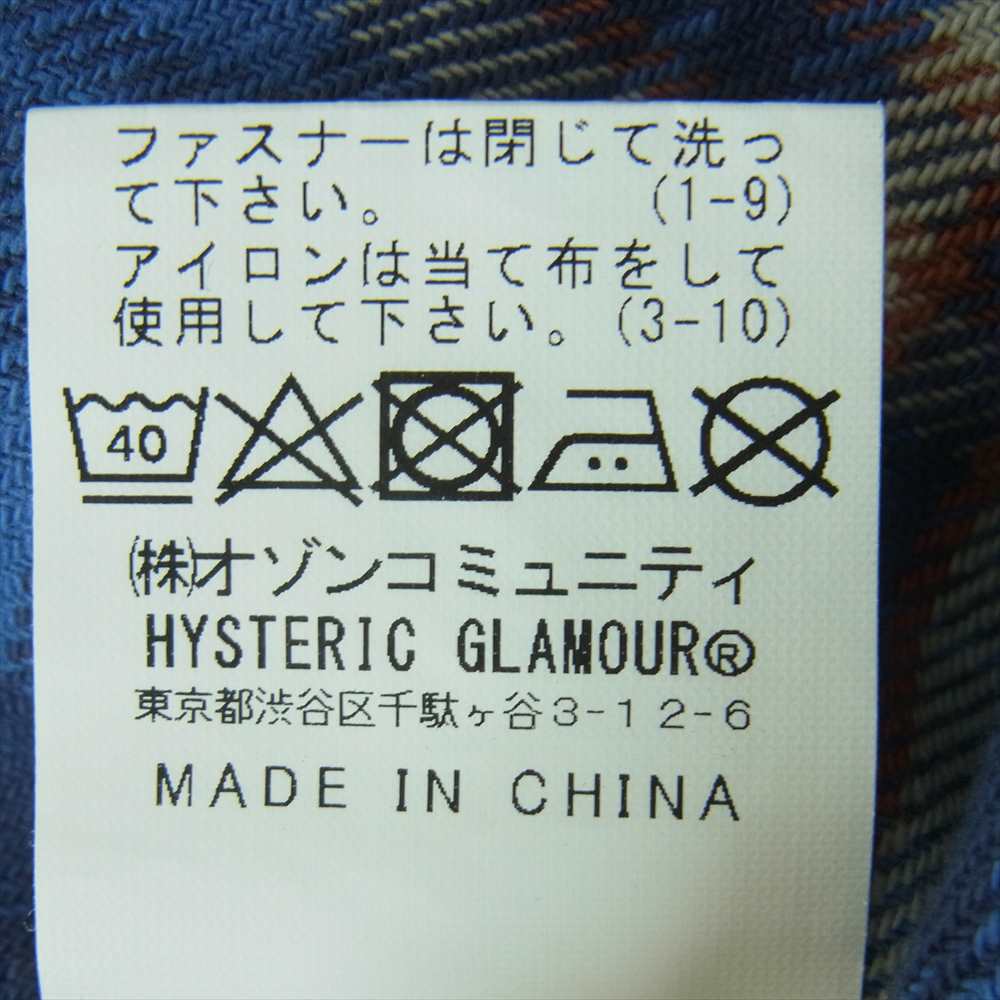 ファスナーは閉じて洗っ
て下さい。 (1-9)
アイロンは当て布をして
使用して下さい。(3-10)
40
(株)オゾンコミュニティ
HYSTERIC GLAMOUR®
東京都渋谷区千駄ヶ谷3-12-6
MADE IN CHINA